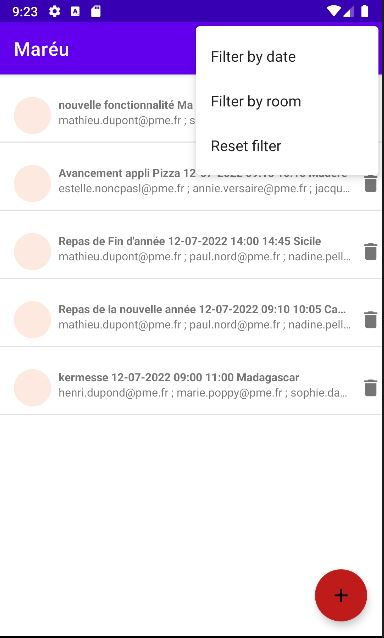 9:23
Maréu
Filter by date
Filter by room
Reset filter
nouvelle fonctionnalité Ma
mathieu.dupont@pme.fr ; s
Avancement appli Pizza 12-
estelle.noncpasl@pme.fr ; annie.versaire@pme.fr ; jacqu...
Repas de Fin d'année 12-07-2022 14:00 14:45 Sicile
mathieu.dupont@pme.fr ; paul.nord@pme.fr ; nadine.pell...
Repas de la nouvelle année 12-07-2022 09:10 10:05 Ca...
mathieu.dupont@pme.fr ; paul.nord@pme.fr ; nadine.pell...
kermesse 12-07-2022 09:00 11:00 Madagascar
henri.dupond@pme.fr ; marie.poppy@pme.fr ; sophie.da...